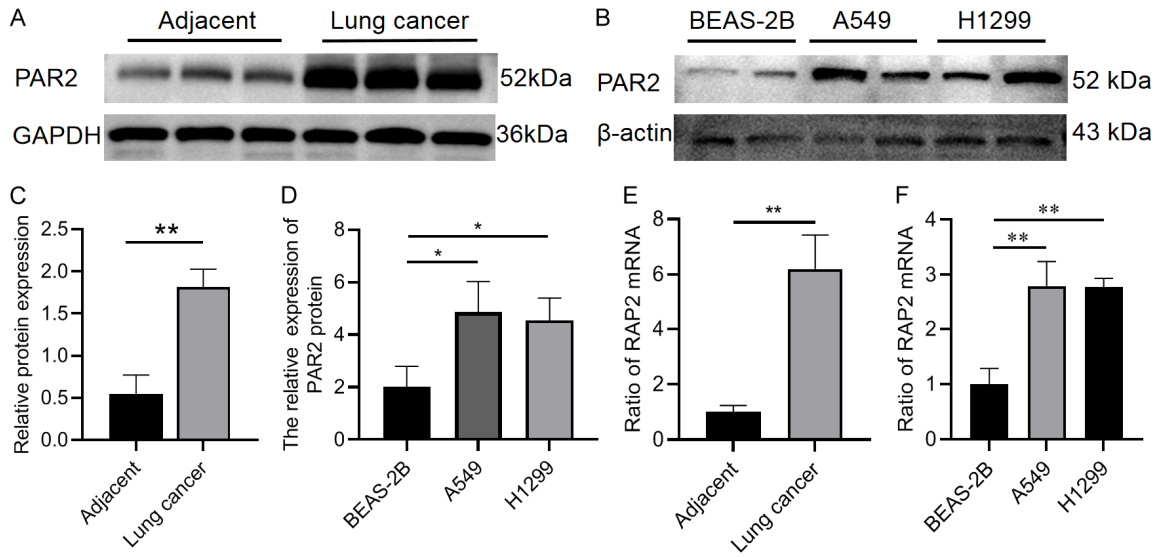 A
Adjacent
Lung cancer
PAR2
52kDa
GAPDH
36kDa
B
BEAS-2B
A549
H1299
PAR2
52 kDa
β-actin
43 kDa
C
Relative protein expression
2.5
2.0
1.5
1.0
0.5
0.0
**
Adjacent
Lung cancer
D
The relative expression of
PAR2 protein
8
6
4
2
0
*
*
BEAS-2B
A549
H1299
E
Ratio of RAP2 mRNA
8
6
4
2
0
**
Adjacent
Lung cancer
F
Ratio of RAP2 mRNA
4
3
2
1
0
**
**
BEAS-2B
A549
H1299